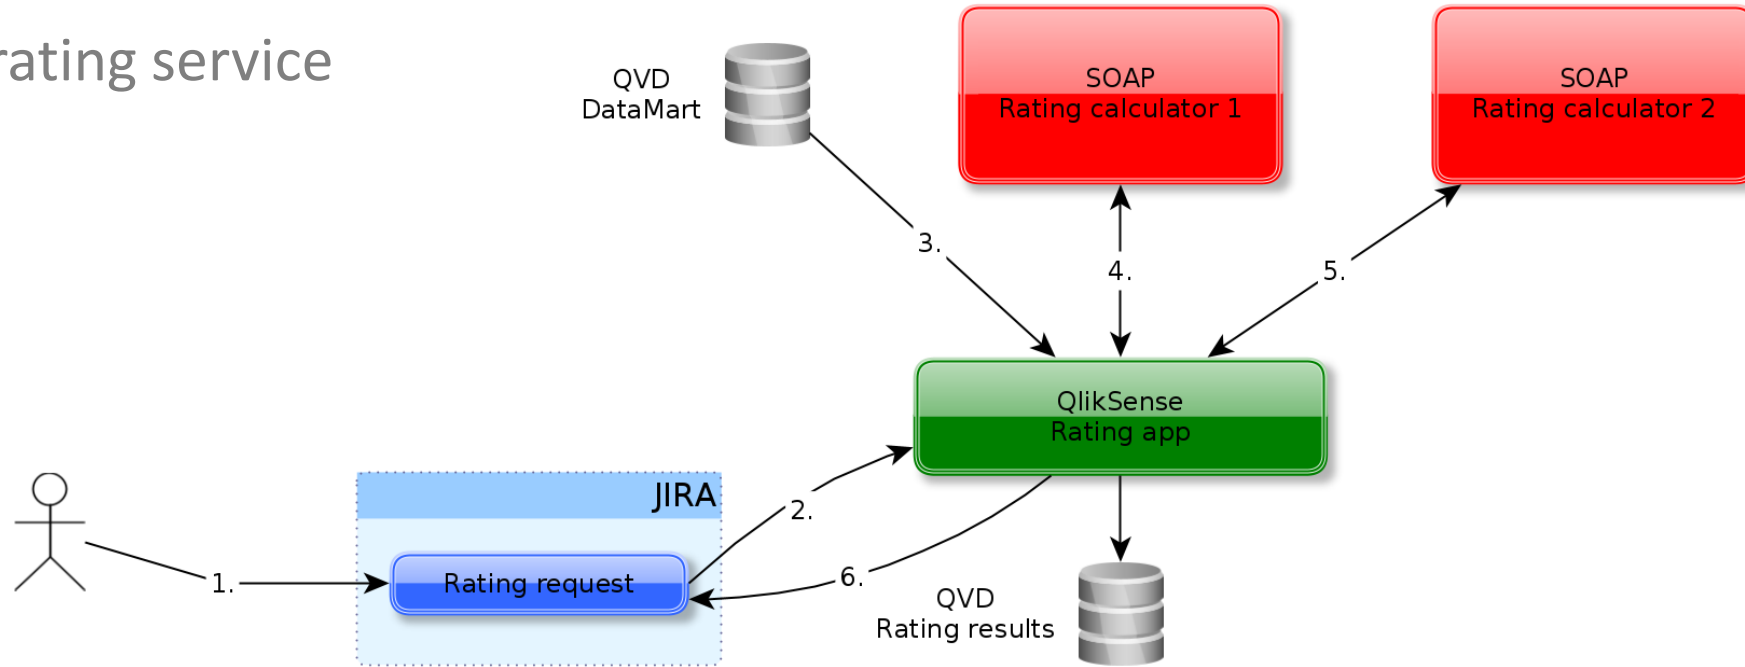 rating service
QVD
DataMart
SOAP
Rating calculator 1
SOAP
Rating calculator 2
3.
4.
5.
QlikSense
Rating app
JIRA
2.
1.
Rating request
6.
QVD
Rating results